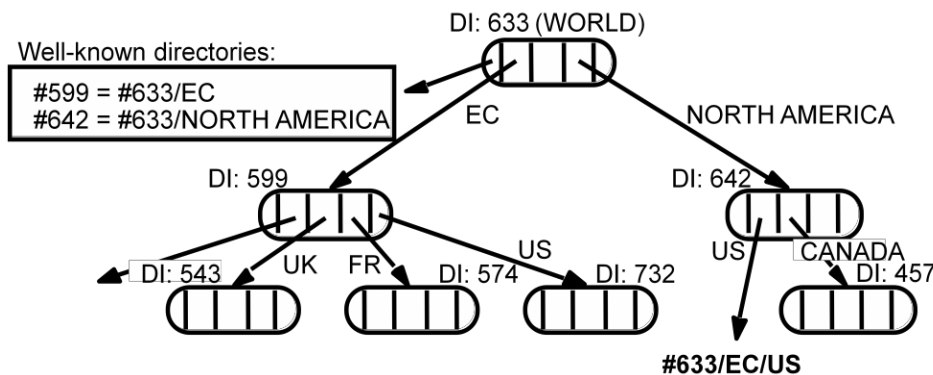 DI: 633 (WORLD)
Well-known directories:
#599 = #633/EC
#642 = #633/NORTH AMERICA
EC
NORTH AMERICA
DI: 599
DI: 642
US
US
CANADA
DI: 543
UK
FR
DI: 574
DI: 732
DI: 457
#633/EC/US